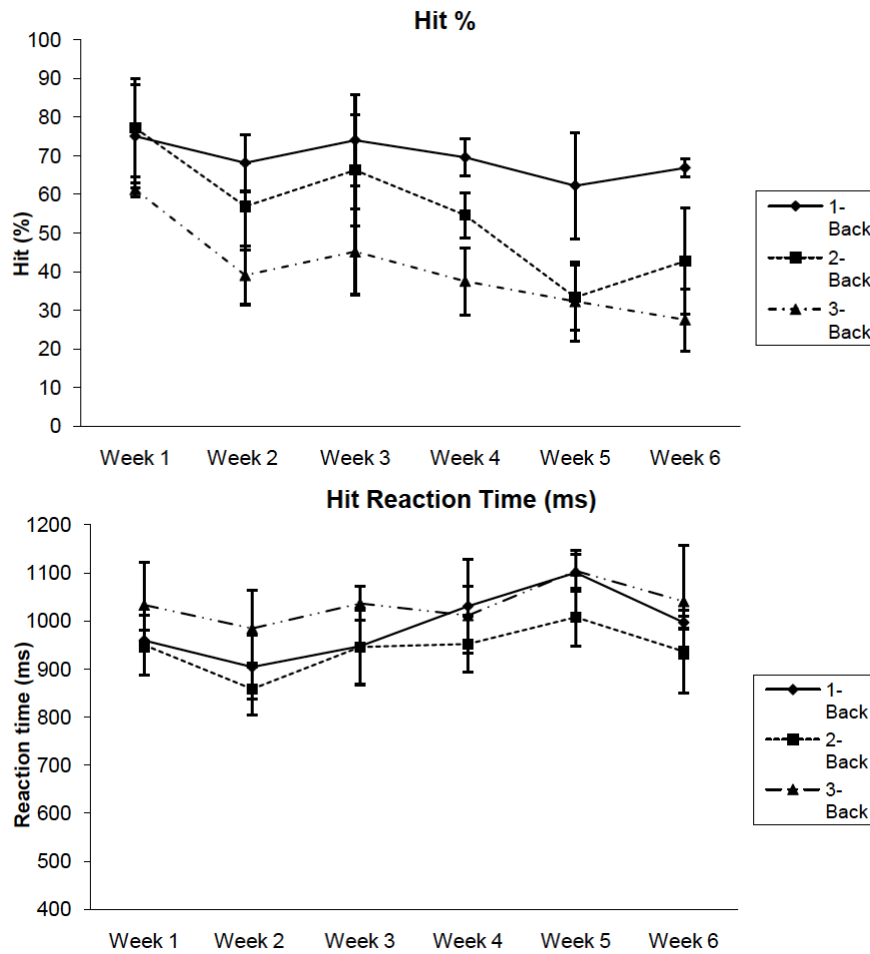 Hit %
100
90
80
70
60
50
40
30
20
10
0
Hit (%)
Week 1 Week 2 Week 3 Week 4 Week 5 Week 6
1-
Back
2-
Back
3-
Back
Hit Reaction Time (ms)
1200
1100
1000
900
800
700
600
500
400
Reaction time (ms)
Week 1 Week 2 Week 3 Week 4 Week 5 Week 6
1-
Back
2-
Back
3-
Back